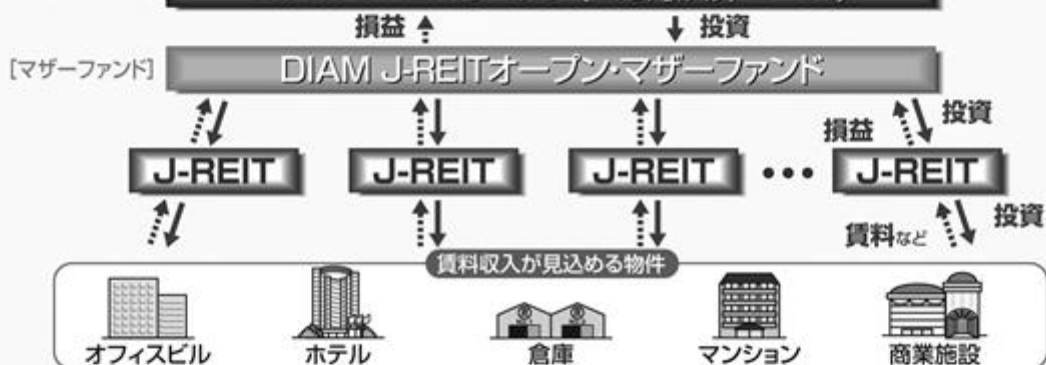 損益
投資
[マザーファンド]
DIAM J-REITオープン・マザーファンド
損益
投資
J-REIT
J-REIT
J-REIT
•••
J-REIT
賃料など
投資
賃料収入が見込める物件
オフィスビル
ホテル
倉庫
マンション
商業施設